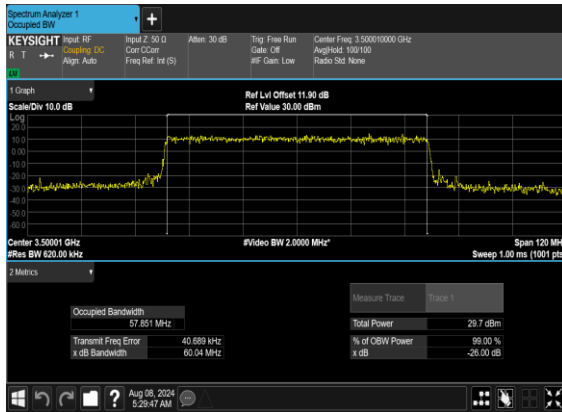 Spectrum Analyzer 1
Occupied BW
+
KEYSIGHT
R T
LXI
Input: RF
Coupling: DC
Align: Auto
Input Z: 50 Ω
Corr CCorr
Freq Ref: Int (S)
Atten: 30 dB
Trig: Free Run
Gate: Off
#IF Gain: Low
Center Freq: 3.500010000 GHz
Avg|Hold: 100/100
Radio Std: None
1 Graph
Scale/Div 10.0 dB
Ref Lvl Offset 11.90 dB
Ref Value 30.00 dBm
Log
20.0
10.0
0.00
-10.0
-20.0
-30.0
-40.0
-50.0
-60.0
Center 3.50001 GHz
#Res BW 620.00 kHz
#Video BW 2.0000 MHz*
Span 120 MH
Sweep 1.00 ms (1001 pts
2 Metrics
Measure Trace Trace 1
Occupied Bandwidth
57.851 MHz
Total Power 29.7 dBm
Transmit Freq Error 40.689 kHz
% of OBW Power 99.00 %
x dB Bandwidth 60.04 MHz
x dB -26.00 dB
?
Aug 08, 2024
5:29:47 AM